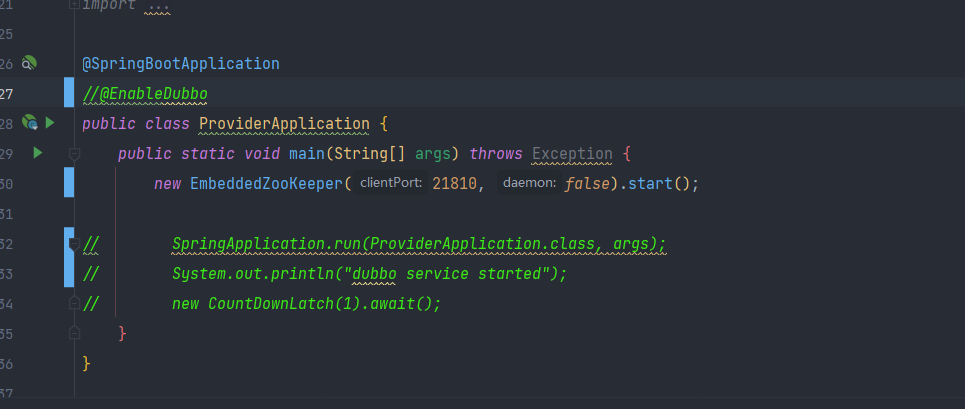 21 import ...
25
26 @SpringBootApplication
27 //@EnableDubbo
28 public class ProviderApplication {
29 public static void main(String[] args) throws Exception {
30 new EmbeddedZooKeeper( clientPort: 21810, daemon: false).start();
31
32 // SpringApplication.run(ProviderApplication.class, args);
33 // System.out.println("dubbo service started");
34 // new CountDownLatch(1).await();
35 }
36 }
37